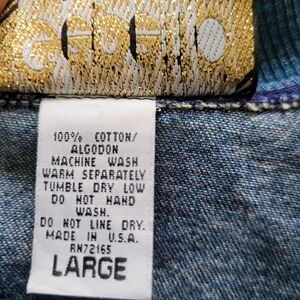 100% COTTON/
ALGODON
MACHINE WASH
WARM SEPARATELY
TUMBLE DRY LOW
DO NOT HAND
WASH.
DO NOT LINE DRY.
MADE IN U.S.A.
RN72165
LARGE